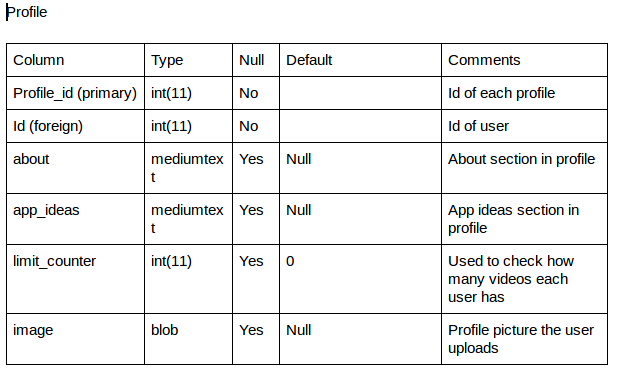 Profile
Column Type Null Default Comments
Profile_id (primary) int(11) No Id of each profile
Id (foreign) int(11) No Id of user
about mediumtex Yes Null About section in profile
t
app_ideas mediumtex Yes Null App ideas section in
t profile
limit_counter int(11) Yes 0 Used to check how
many videos each
user has
image blob Yes Null Profile picture the user
uploads